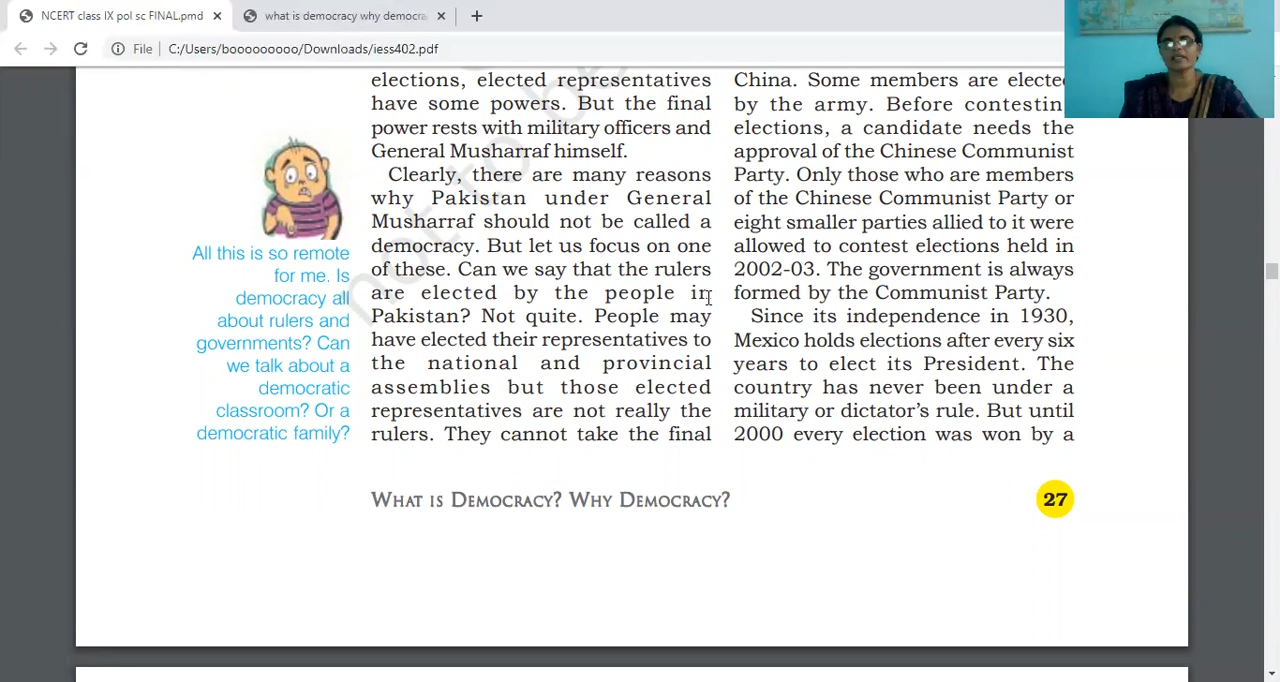 NCERT class IX pol sc FINAL.pmd
what is democracy why democra
File
C:/Users/boooooooooo/Downloads/iess402.pdf
elections, elected representatives
have some powers. But the final
power rests with military officers and
General Musharraf himself.
Clearly, there are many reasons
why Pakistan under General
Musharraf should not be called a
democracy. But let us focus on one
of these. Can we say that the rulers
are elected by the people in
Pakistan? Not quite. People may
have elected their representatives to
the national and provincial
assemblies but those elected
representatives are not really the
rulers. They cannot take the final
China. Some members are elected
by the army. Before contesting
elections, a candidate needs the
approval of the Chinese Communist
Party. Only those who are members
of the Chinese Communist Party or
eight smaller parties allied to it were
allowed to contest elections held in
2002-03. The government is always
formed by the Communist Party.
Since its independence in 1930,
Mexico holds elections after every six
years to elect its President. The
country has never been under a
military or dictator's rule. But until
2000 every election was won by a
All this is so remote
for me. Is
democracy all
about rulers and
governments? Can
we talk about a
democratic
classroom? Or a
democratic family?
not to be
WHAT IS DEMOCRACY? WHY DEMOCRACY?
27